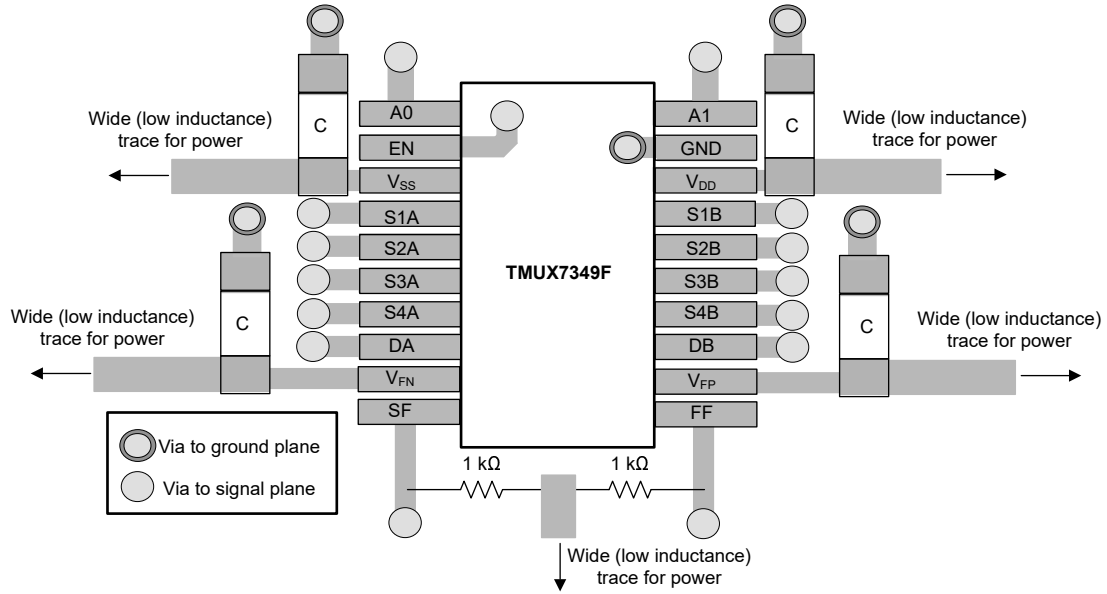 A0
A1
C
C
Wide (low inductance)
trace for power
Wide (low inductance)
trace for power
EN
GND
VSS
VDD
S1A
S1B
S2A
S2B
TMUX7349F
S3A
S3B
S4A
S4B
C
C
Wide (low inductance)
trace for power
Wide (low inductance)
trace for power
DA
DB
VFN
VFP
SF
FF
Via to ground plane
Via to signal plane
1 kΩ
1 kΩ
Wide (low inductance)
trace for power